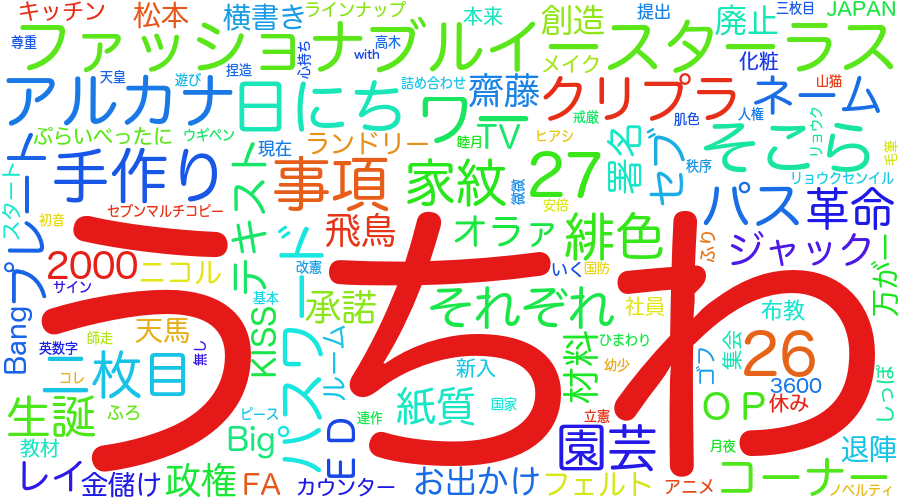 キッチン
松本
横書き
ラインナップ
本来
創造
提出
廃止
三枚目
JAPAN
尊重
ファッショナブルイースターラス
心持ち
with
高木
メイク
化粧
天皇
遊び
捏造
詰め合わせ
齋藤
クリプラ
ネーム
山猫
アルカナ
日にち
ワー
戒厳
肌色
人権
ぷらいべったに
ウギペン
現在
ランドリー
睦月
TV
ヒアシ
署名
セブ
そこら
リョウク
毛筆
秩序
リョウクセンイル
プレート
手作り
テキスト
事項
家紋
微微
27
安倍
パス
革命
スタート
初音
セブンマルチコピー
飛鳥
オラァ
緋色
ふり
ジャック
万が一
2000
ニコル
パスワード
改憲
うちわ
いく
国防
サイン
基本
承諾
それぞれ
社員
布教
Bang
師走
天馬
KISS
ルーム
材料
ひまわり
集会
26
英数字
無し
二枚目
コレ
新入
幼少
ゴフ
3600
しっぽ
生誕
ふろ
ピース
連作
紙質
国家
立憲
OP
休み
教材
Big°
ED
園芸
月夜
退陣
レイ
金儲け
政権
FA
カウンター
お出かけ
フェルト
アニメ
コーナー
ノベルティ